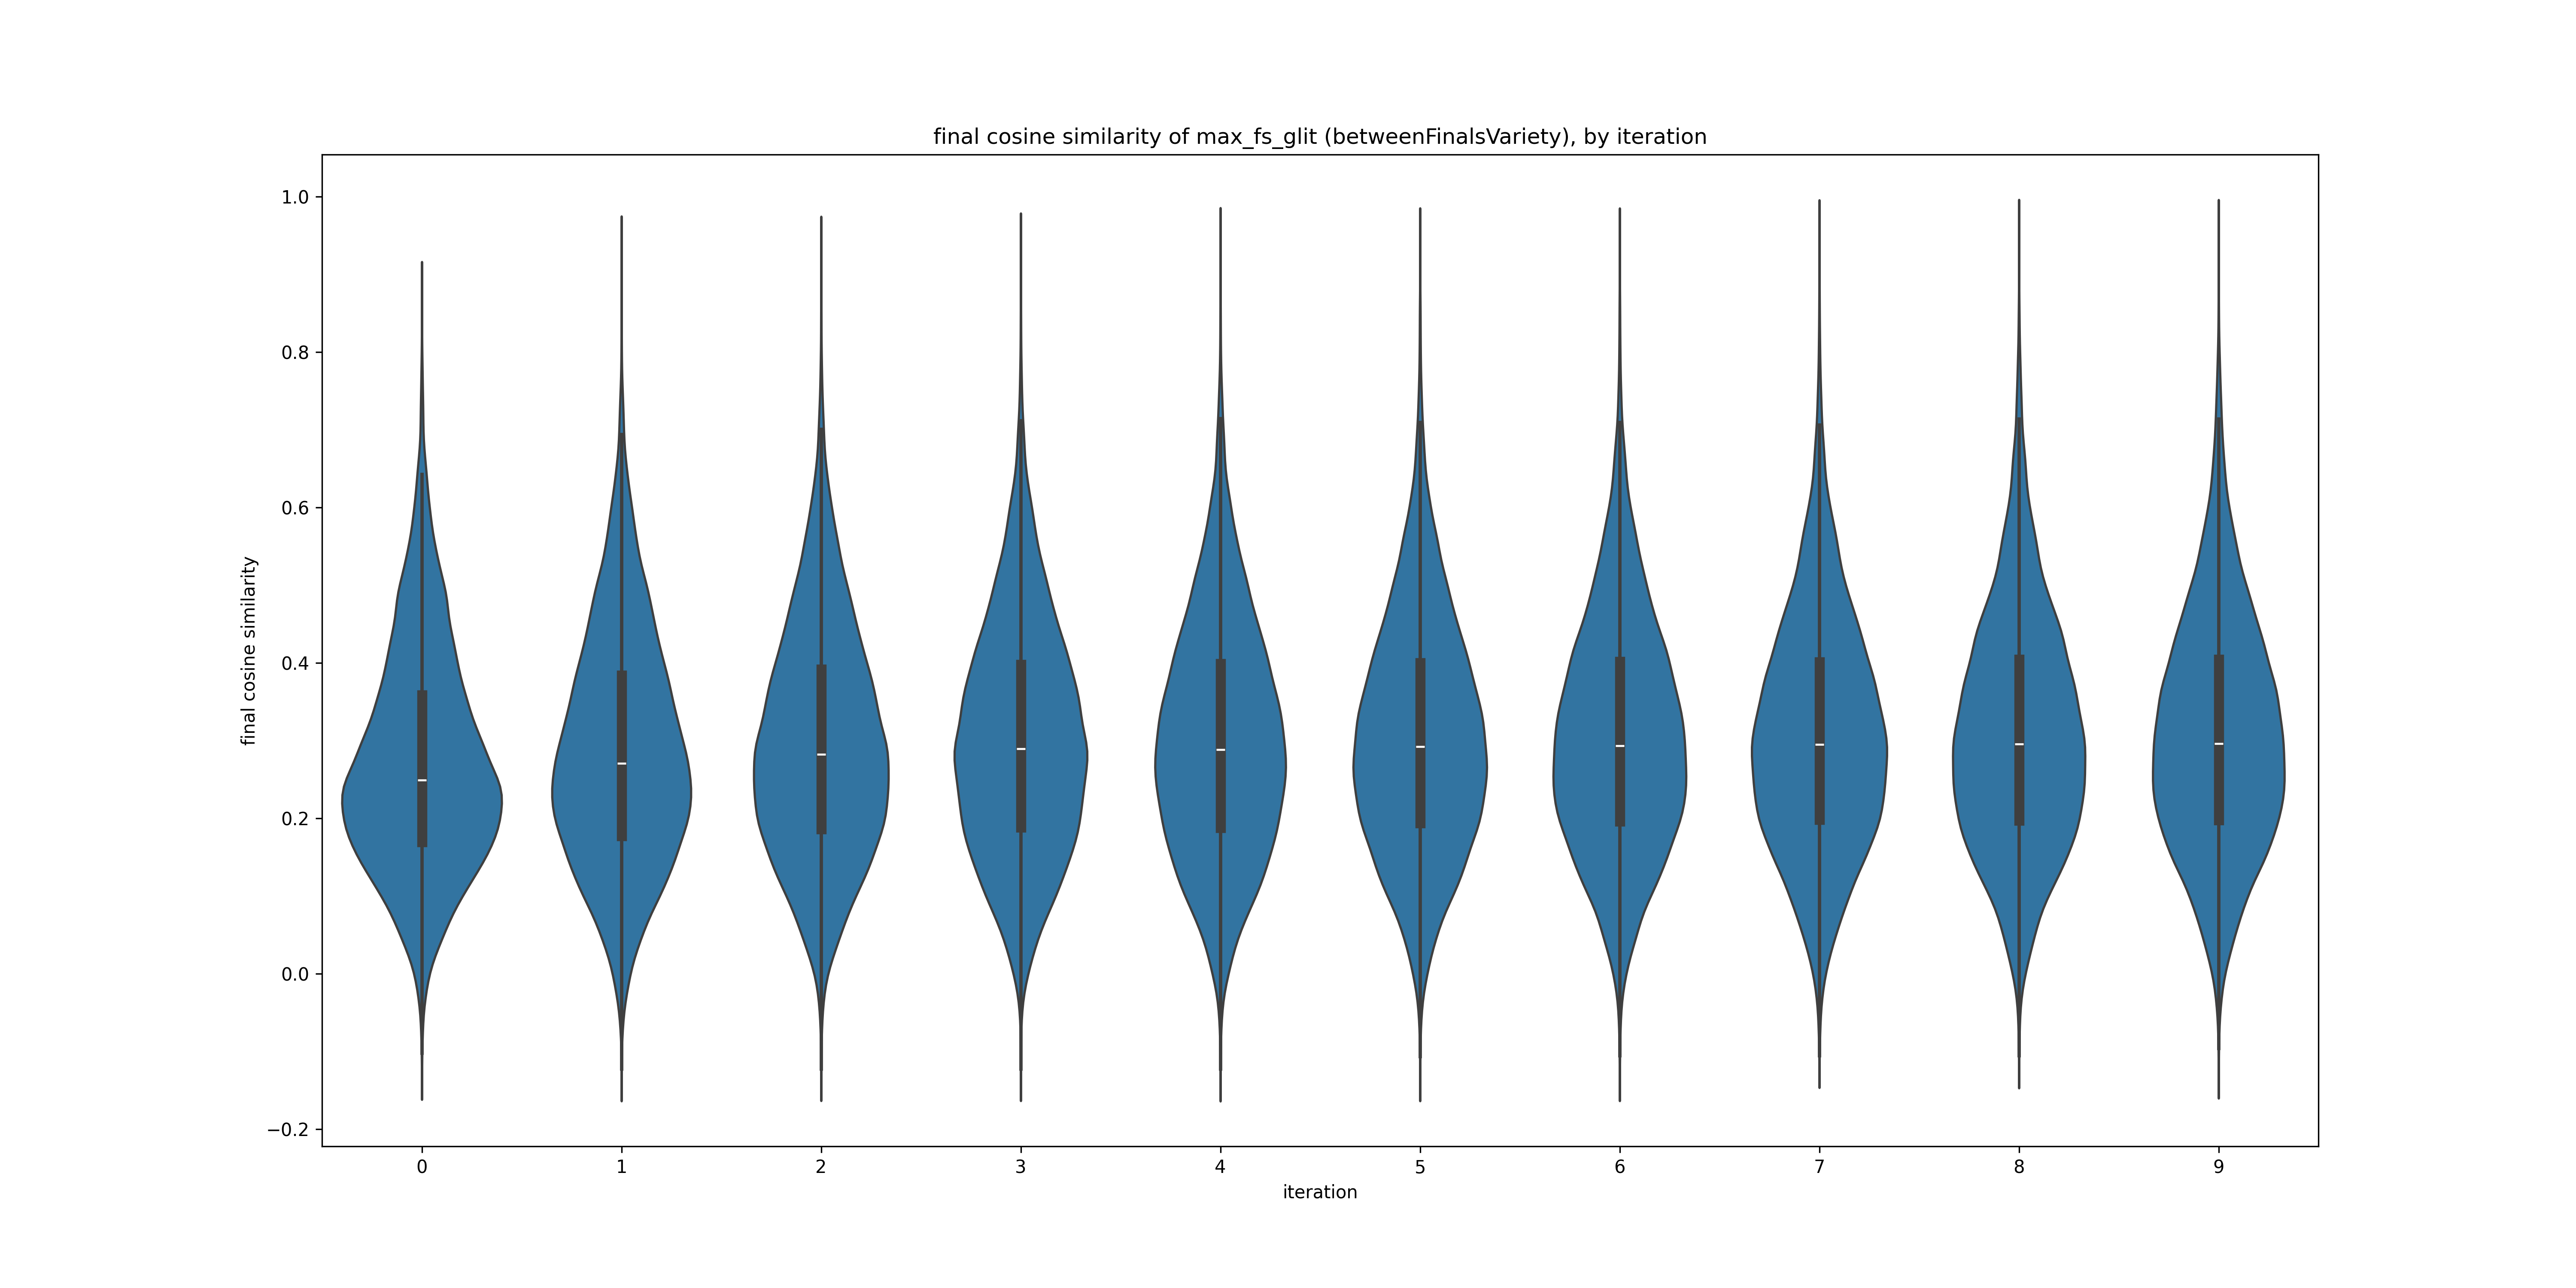 final cosine similarity of max_fs_glit (betweenFinalsVariety), by iteration
1.0
0.8
0.6
0.4
0.2
0.0
−0.2
final cosine similarity
0 1 2 3 4 5 6 7 8 9
iteration